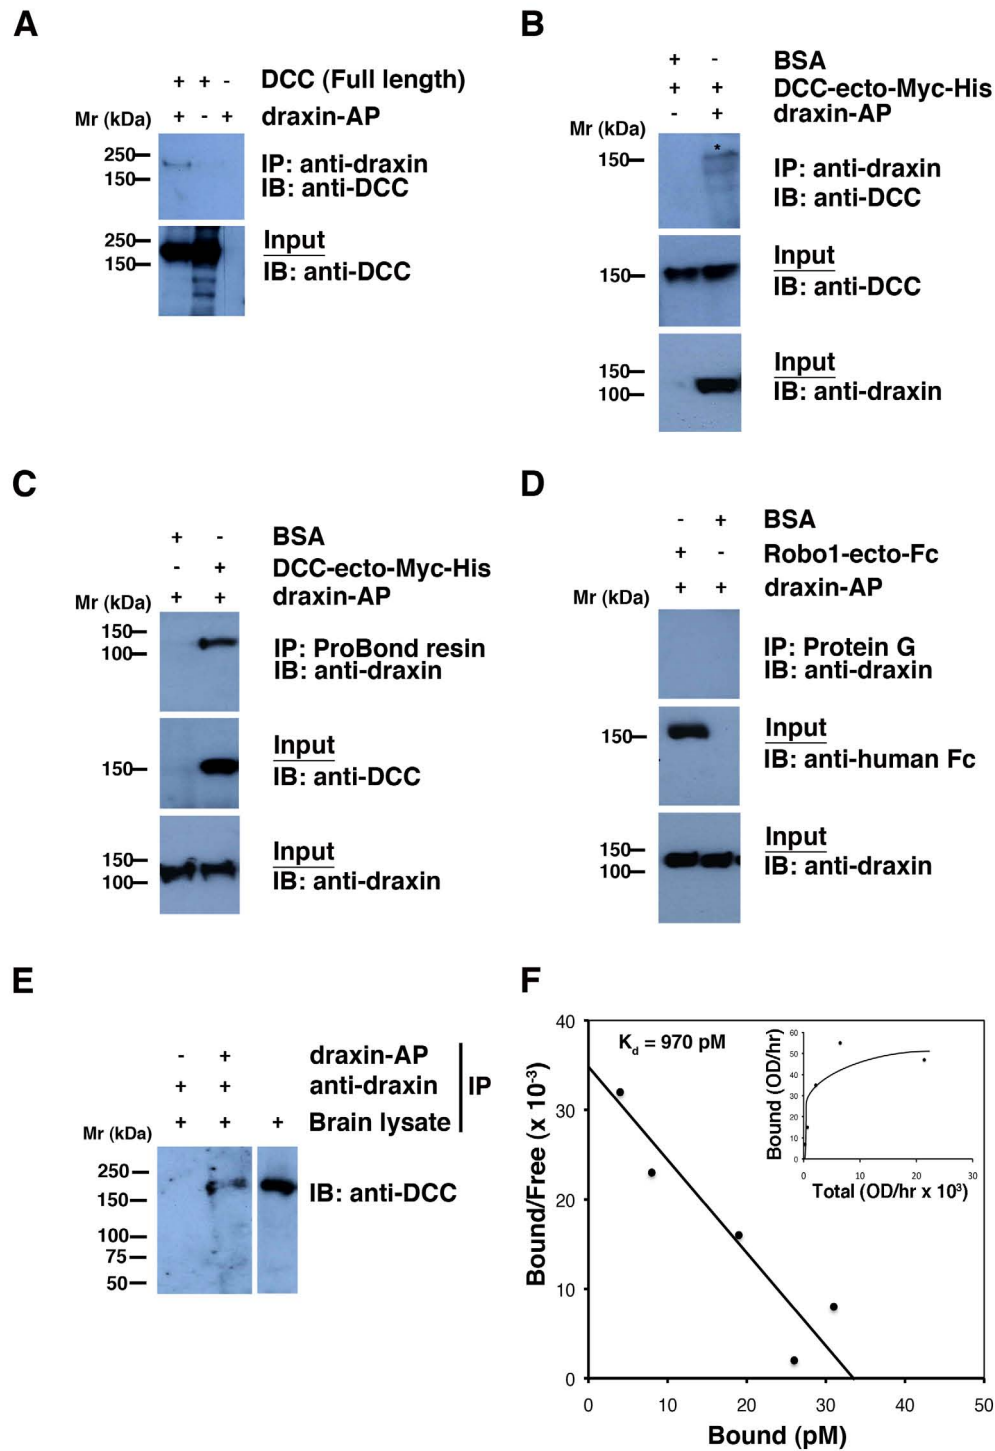 A
+ + - DCC (Full length)
Mr (kDa) + - + draxin-AP
250
150
IP: anti-draxin
IB: anti-DCC
250
150
Input
IB: anti-DCC
B
+ - BSA
+ + DCC-ecto-Myc-His
- + draxin-AP
Mr (kDa)
150
*
IP: anti-draxin
IB: anti-DCC
150
Input
IB: anti-DCC
150
100
Input
IB: anti-draxin
C
+ - BSA
- + DCC-ecto-Myc-His
Mr (kDa) + + draxin-AP
150
100
IP: ProBond resin
IB: anti-draxin
150
Input
IB: anti-DCC
150
100
Input
IB: anti-draxin
D
- + BSA
+ - Robo1-ecto-Fc
Mr (kDa) + + draxin-AP
IP: Protein G
IB: anti-draxin
150
Input
IB: anti-human Fc
150
100
Input
IB: anti-draxin
E
- + draxin-AP
+ + anti-draxin IP
+ + + Brain lysate
Mr (kDa)
250
150
100
75
50
IB: anti-DCC
F
40
30
20
10
0
Bound/Free (x 10⁻³)
K_d = 970 pM
60
50
40
30
20
10
0
Bound (OD/hr)
0 10 20 30
Total (OD/hr x 10³)
0 10 20 30 40 50
Bound (pM)